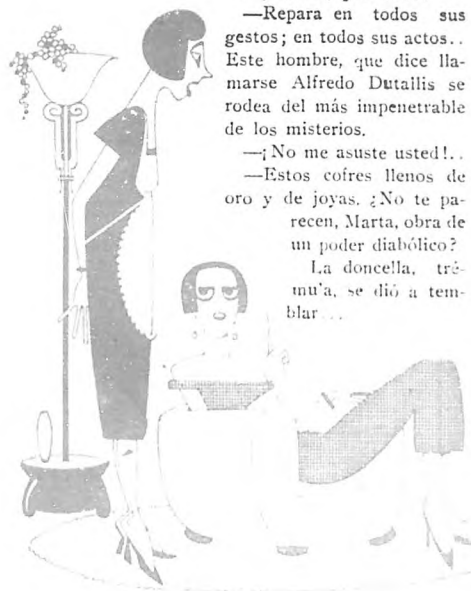 —Repara en todos sus
gestos; en todos sus actos..
Este hombre, que dice lla-
marse Alfredo Dutailis se
rodea del más impenetrable
de los misterios.
—¡No me asuste usted!..
—Estos cofres llenos de
oro y de joyas. ¿No te pa-
recen, Marta, obra de
un poder diabólico?
La doncella, tré-
mu'a, se dió a tem-
blar...